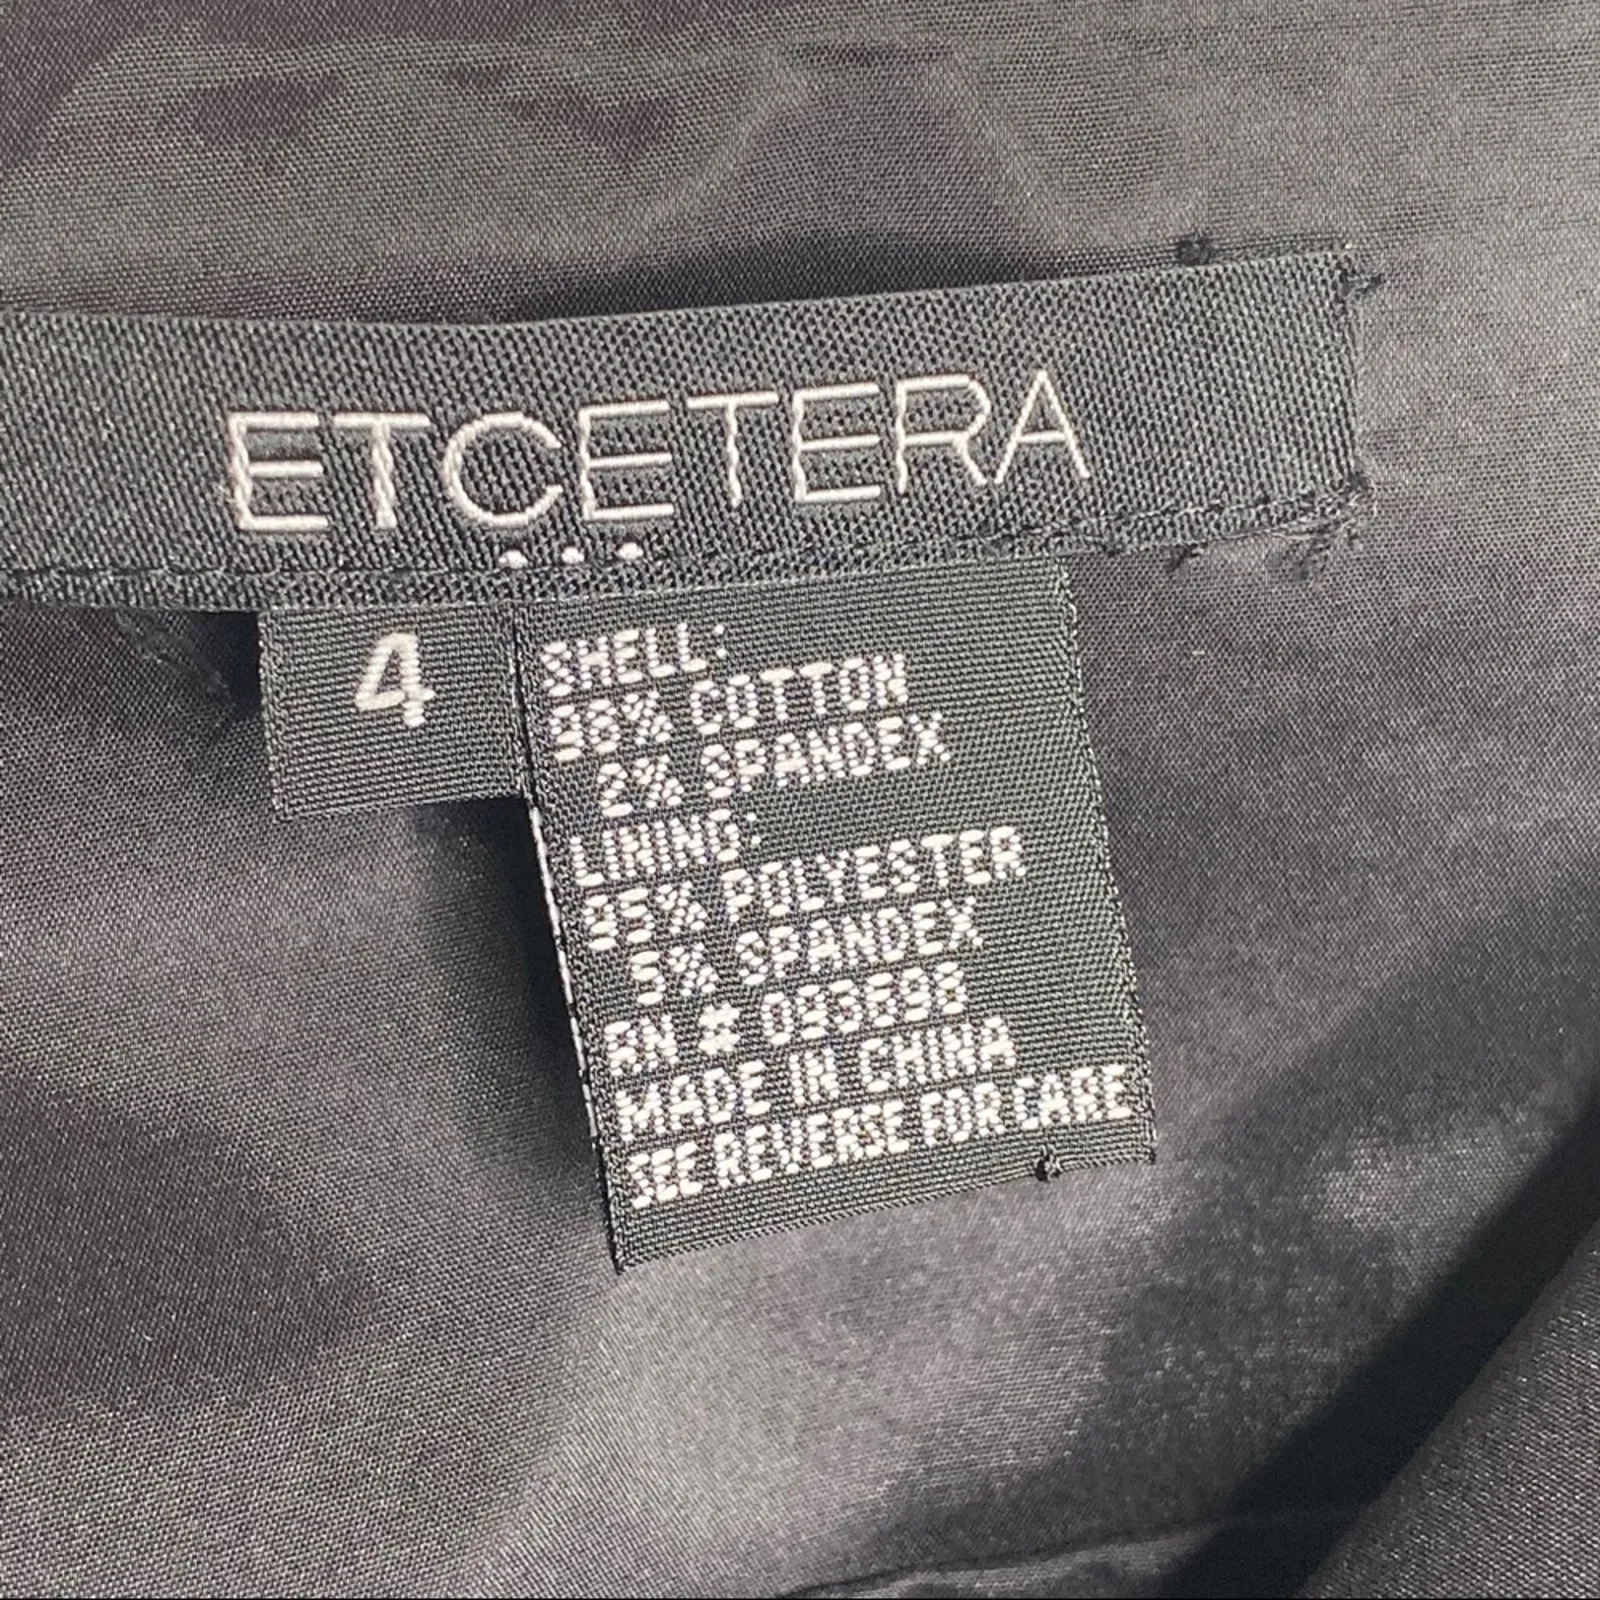 ETCETERA
...
4
SHELL:
98% COTTON
2% SPANDEX
LINING:
95% POLYESTER
5% SPANDEX
RN #
MADE IN CHINA
SEE REVERSE FOR CARE